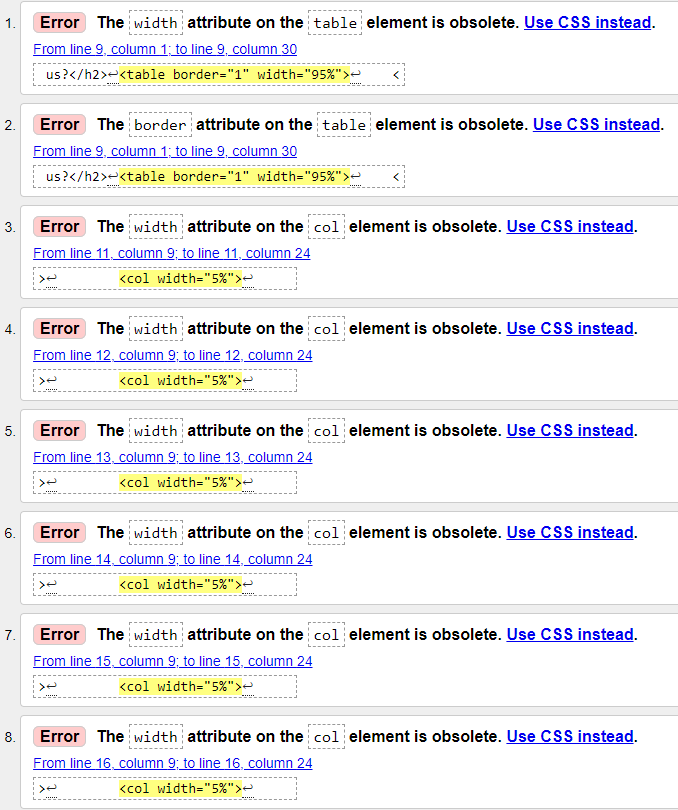 1. Error The width attribute on the table element is obsolete. Use CSS instead.
From line 9, column 1; to line 9, column 30
us?</h2>↩<table border="1" width="95%">↩    <
2. Error The border attribute on the table element is obsolete. Use CSS instead.
From line 9, column 1; to line 9, column 30
us?</h2>↩<table border="1" width="95%">↩    <
3. Error The width attribute on the col element is obsolete. Use CSS instead.
From line 11, column 9; to line 11, column 24
>↩        <col width="5%">↩
4. Error The width attribute on the col element is obsolete. Use CSS instead.
From line 12, column 9; to line 12, column 24
>↩        <col width="5%">↩
5. Error The width attribute on the col element is obsolete. Use CSS instead.
From line 13, column 9; to line 13, column 24
>↩        <col width="5%">↩
6. Error The width attribute on the col element is obsolete. Use CSS instead.
From line 14, column 9; to line 14, column 24
>↩        <col width="5%">↩
7. Error The width attribute on the col element is obsolete. Use CSS instead.
From line 15, column 9; to line 15, column 24
>↩        <col width="5%">↩
8. Error The width attribute on the col element is obsolete. Use CSS instead.
From line 16, column 9; to line 16, column 24
>↩        <col width="5%">↩